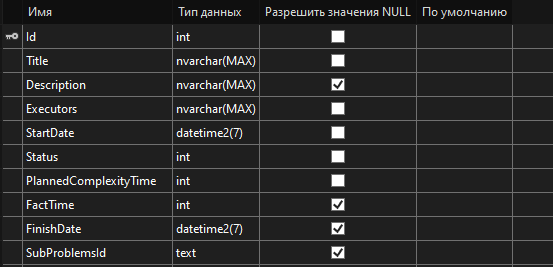 Имя Тип данных Разрешить значения NULL По умолчанию
Id int
Title nvarchar(MAX)
Description nvarchar(MAX)
Executors nvarchar(MAX)
StartDate datetime2(7)
Status int
PlannedComplexityTime int
FactTime int
FinishDate datetime2(7)
SubProblemsId text